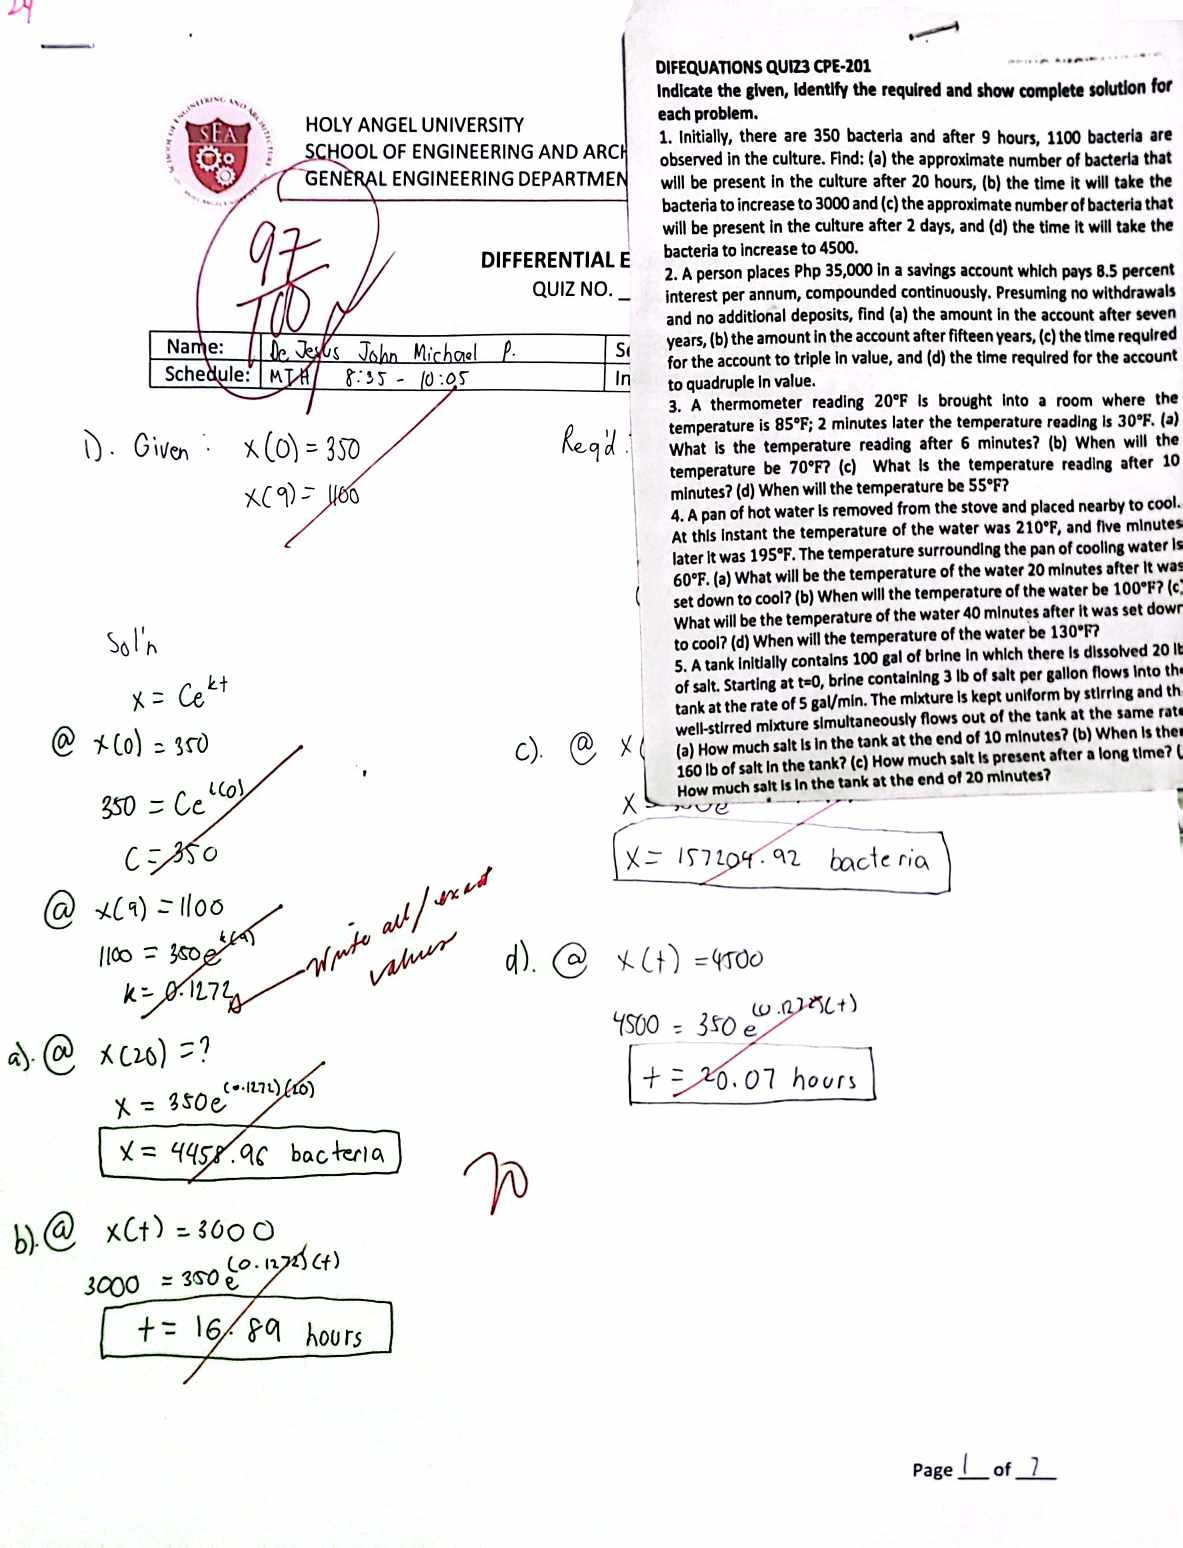 24
HOLY ANGEL UNIVERSITY
SCHOOL OF ENGINEERING AND ARCH
GENERAL ENGINEERING DEPARTMEN
SEA
97
100
DIFFERENTIAL E
QUIZ NO. _
Name: De Jesus John Michael P.
Schedule: MTH 8:35 - 10:05
In
1). Given: x(0) = 350
x(9) = 1100
Req'd:
Sol'n
x = Ce^kt
@ x(0) = 350
350 = Ce^k(0)
C = 350
@ x(9) = 1100
1100 = 350e^k(9)
k = 0.1272
Write all/exact
values
a). @ x(20) = ?
x = 350e^(0.1272)(20)
x = 4458.96 bacteria
b). @ x(t) = 3000
3000 = 350e^(0.1272)(t)
t = 16.89 hours
c). @ x(
x =
x = 157204.92 bacteria
d). @ x(t) = 4500
4500 = 350e^(0.1272)(t)
t = 20.07 hours
20
Page 1 of 7
DIFEQUATIONS QUIZ3 CPE-201
Indicate the given, identify the required and show complete solution for
each problem.
1. Initially, there are 350 bacteria and after 9 hours, 1100 bacteria are
observed in the culture. Find: (a) the approximate number of bacteria that
will be present in the culture after 20 hours, (b) the time it will take the
bacteria to increase to 3000 and (c) the approximate number of bacteria that
will be present in the culture after 2 days, and (d) the time it will take the
bacteria to increase to 4500.
2. A person places Php 35,000 in a savings account which pays 8.5 percent
interest per annum, compounded continuously. Presuming no withdrawals
and no additional deposits, find (a) the amount in the account after seven
years, (b) the amount in the account after fifteen years, (c) the time required
for the account to triple in value, and (d) the time required for the account
to quadruple in value.
3. A thermometer reading 20°F is brought into a room where the
temperature is 85°F; 2 minutes later the temperature reading is 30°F. (a)
What is the temperature reading after 6 minutes? (b) When will the
temperature be 70°F? (c) What is the temperature reading after 10
minutes? (d) When will the temperature be 55°F?
4. A pan of hot water is removed from the stove and placed nearby to cool.
At this instant the temperature of the water was 210°F, and five minutes
later it was 195°F. The temperature surrounding the pan of cooling water is
60°F. (a) What will be the temperature of the water 20 minutes after it was
set down to cool? (b) When will the temperature of the water be 100°F? (c)
What will be the temperature of the water 40 minutes after it was set down
to cool? (d) When will the temperature of the water be 130°F?
5. A tank initially contains 100 gal of brine in which there is dissolved 20 lb
of salt. Starting at t=0, brine containing 3 lb of salt per gallon flows into the
tank at the rate of 5 gal/min. The mixture is kept uniform by stirring and th
well-stirred mixture simultaneously flows out of the tank at the same rate
(a) How much salt is in the tank at the end of 10 minutes? (b) When is ther
160 lb of salt in the tank? (c) How much salt is present after a long time? (
How much salt is in the tank at the end of 20 minutes?